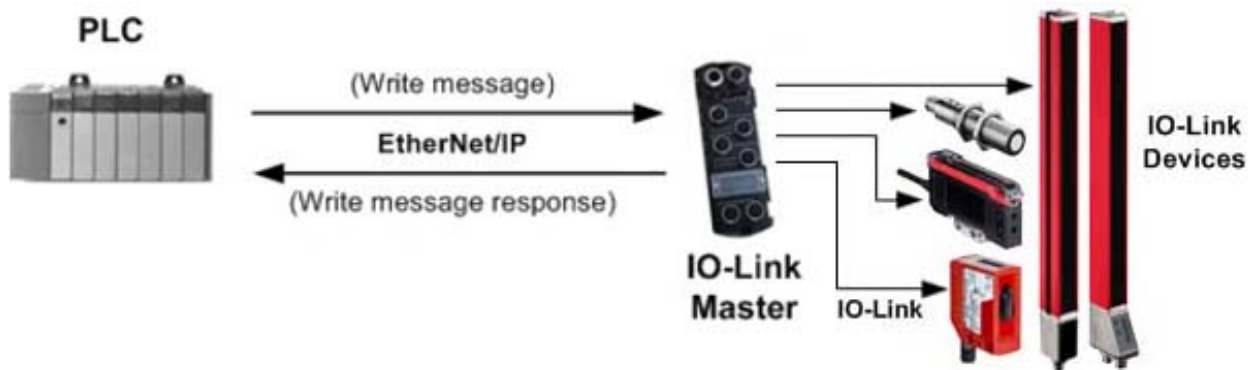 PLC
(Write message)
EtherNet/IP
(Write message response)
IO-Link
Master
IO-Link
IO-Link
Devices